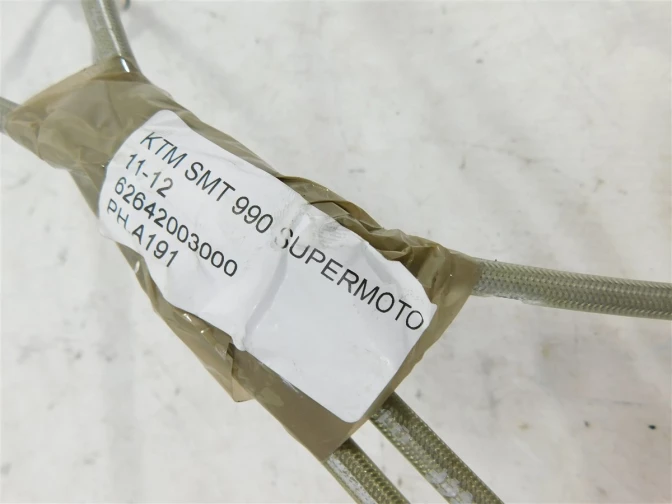 KTM SMT 990 SUPERMOTO
11-12
62642003000
PH A191